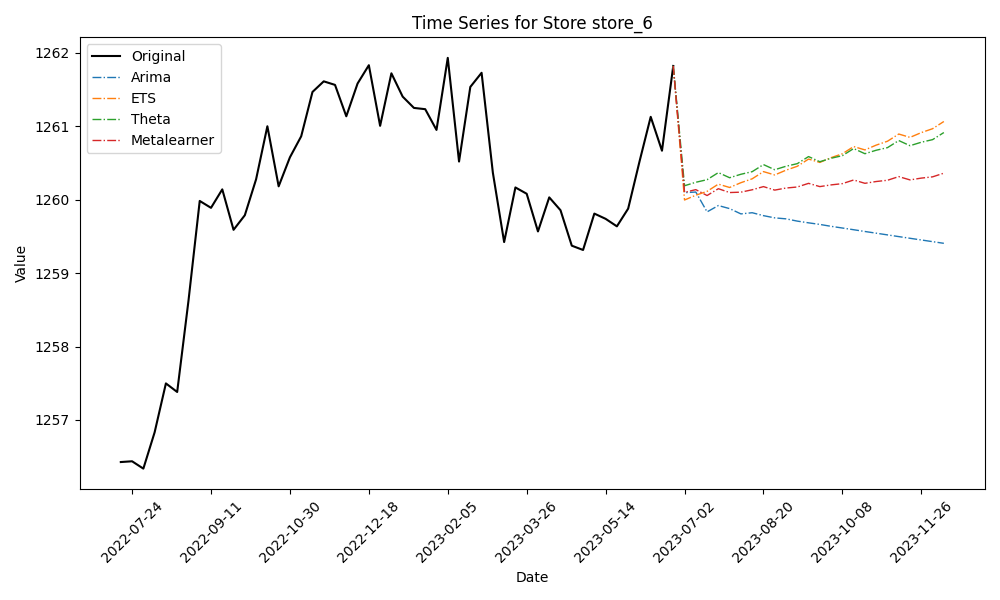 Time Series for Store store_6
Original
Arima
ETS
Theta
Metalearner
Value
1262
1261
1260
1259
1258
1257
2022-07-24
2022-09-11
2022-10-30
2022-12-18
2023-02-05
2023-03-26
2023-05-14
2023-07-02
2023-08-20
2023-10-08
2023-11-26
Date